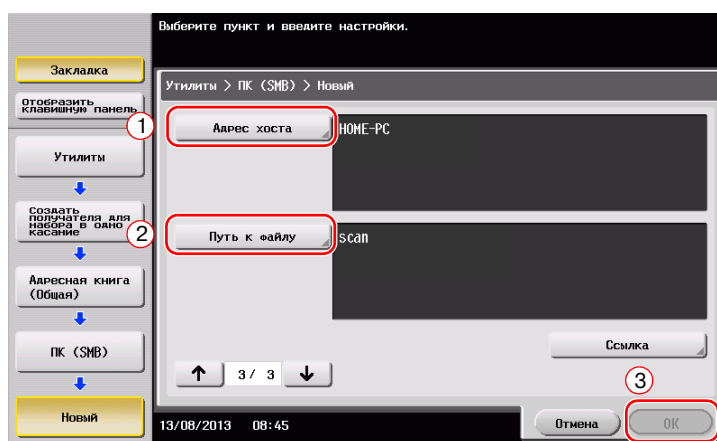 Выберите пункт и введите настройки.
Закладка
Отобразить
клавишную панель
Утилиты > ПК (SMB) > Новый
1
Адрес хоста
HOME-PC
Утилиты
Создать
получателя для
набора в одно
касание
2
Путь к файлу
scan
Адресная книга
(Общая)
ПК (SMB)
Ссылка
3/ 3
3
Новый
13/08/2013 08:45
Отмена
OK